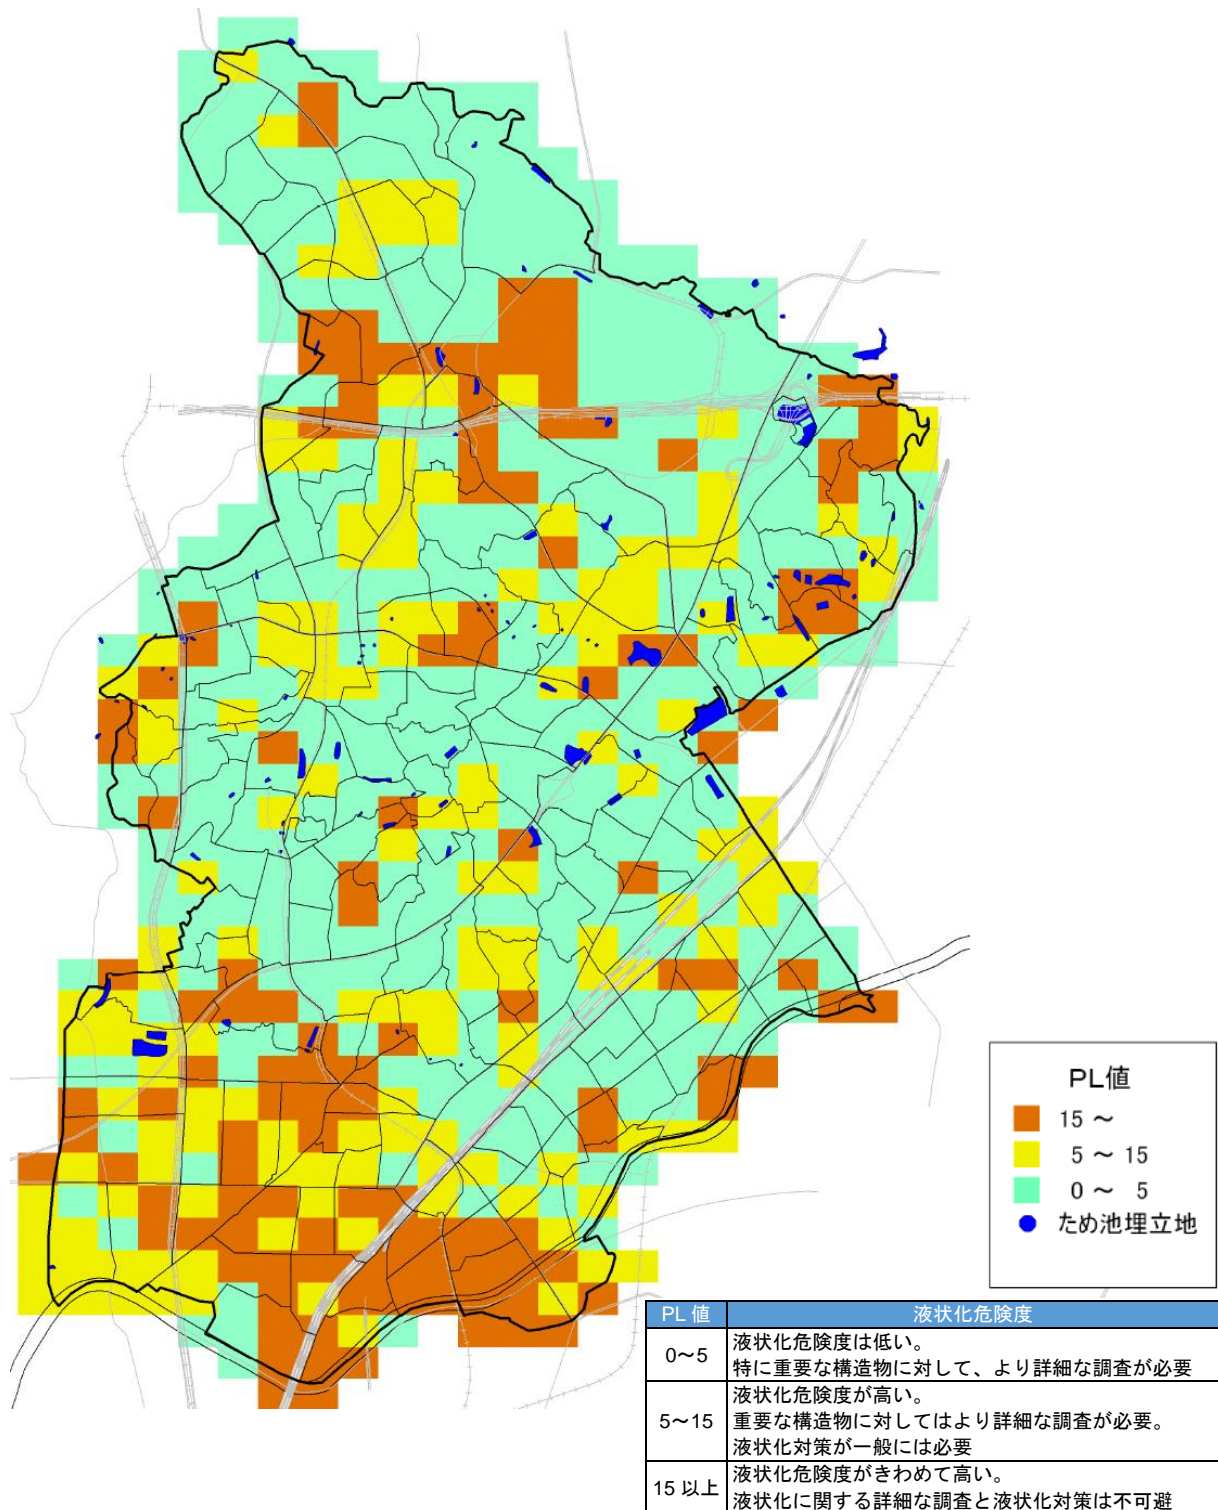 PL値
15 ～
5 ～ 15
0 ～ 5
ため池埋立地
PL 値 液状化危険度
0～5 液状化危険度は低い。
特に重要な構造物に対して、より詳細な調査が必要
5～15 液状化危険度が高い。
重要な構造物に対してはより詳細な調査が必要。
液状化対策が一般には必要
15 以上 液状化危険度がきわめて高い。
液状化に関する詳細な調査と液状化対策は不可避